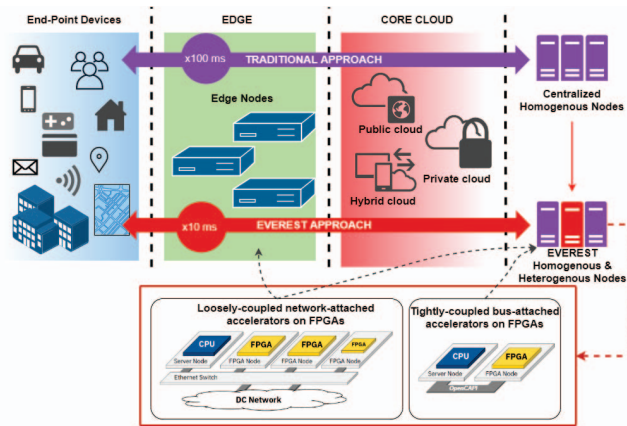 End-Point Devices
EDGE
CORE CLOUD
x100 ms
TRADITIONAL APPROACH
Centralized
Homogenous Nodes
Edge Nodes
Public cloud
Private cloud
Hybrid cloud
x10 ms
EVEREST APPROACH
EVEREST
Homogenous &
Heterogenous Nodes
Loosely-coupled network-attached
accelerators on FPGAs
CPU
FPGA
FPGA
FPGA
Server Node
FPGA Node
FPGA Node
FPGA Node
Ethernet Switch
DC Network
Tightly-coupled bus-attached
accelerators on FPGAs
CPU
FPGA
Server Node
FPGA Node
OpenCAPI